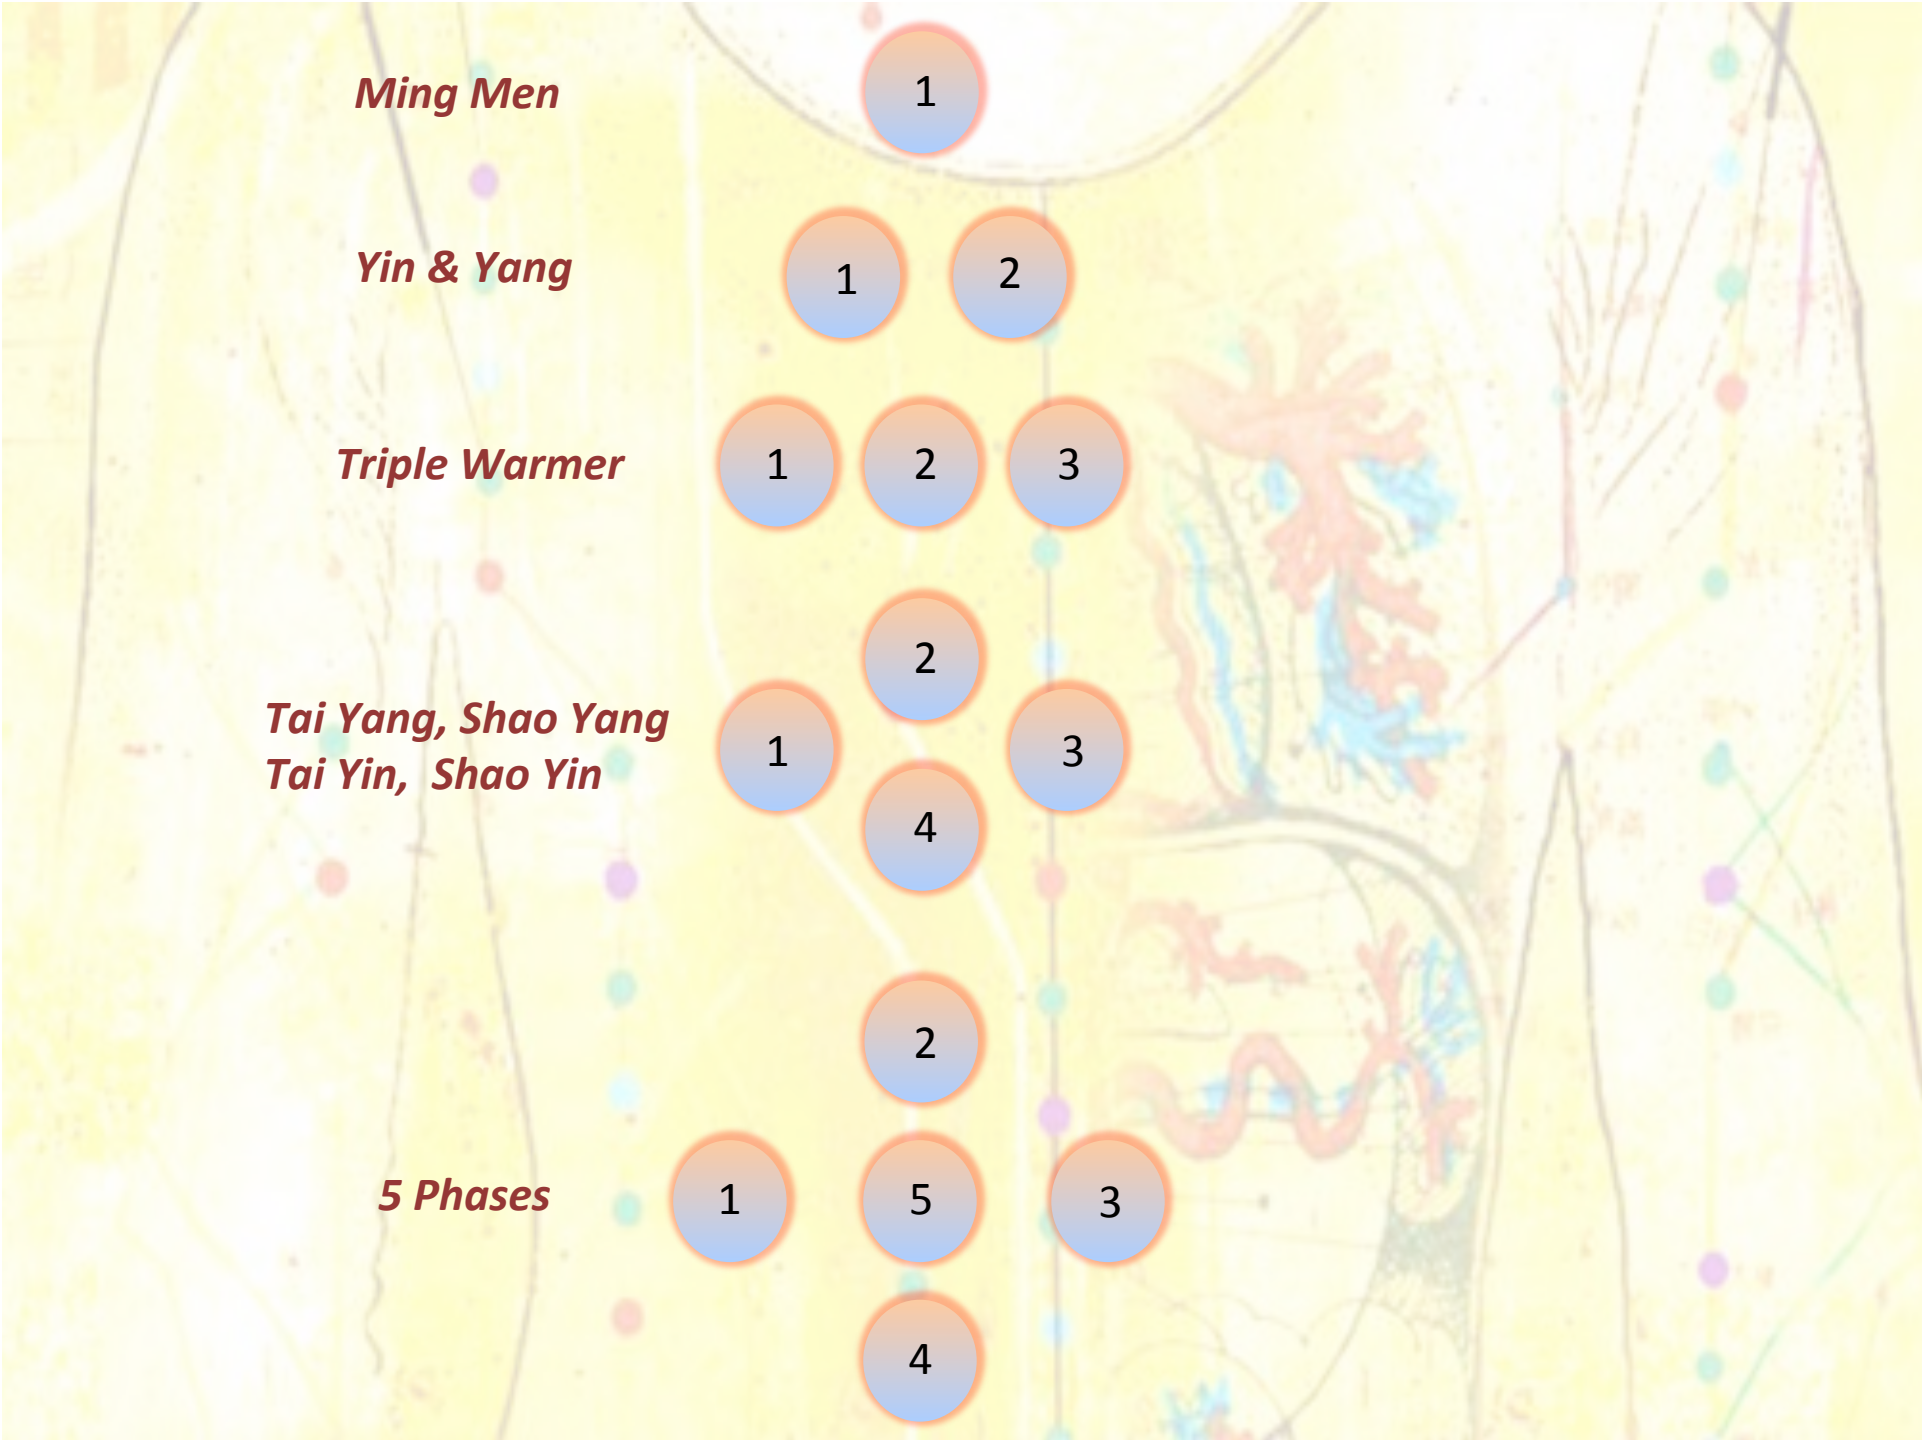 Ming Men
1
Yin & Yang
1 2
Triple Warmer
1 2 3
2
Tai Yang, Shao Yang
1 3
Tai Yin, Shao Yin
4
2
5 Phases
1 5 3
4